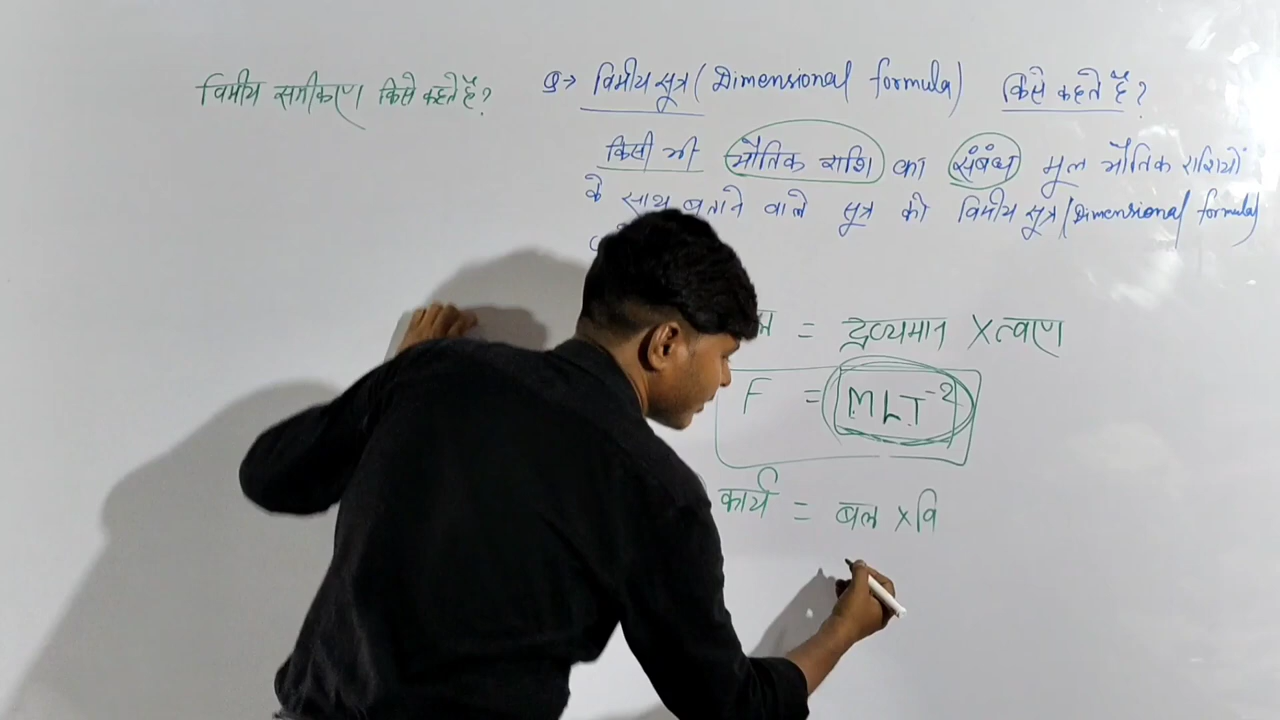 विमीय समीकरण किसे कहते हैं?
Q→ विमीय सूत्र (Dimensional formula) किसे कहते हैं?
किसी भी भौतिक राशि का संबंध मूल भौतिक राशियों
के साथ बताने वाले सूत्र को विमीय सूत्र (Dimensional formula)
= द्रव्यमान × त्वरण
F = MLT⁻²
कार्य = बल × वि